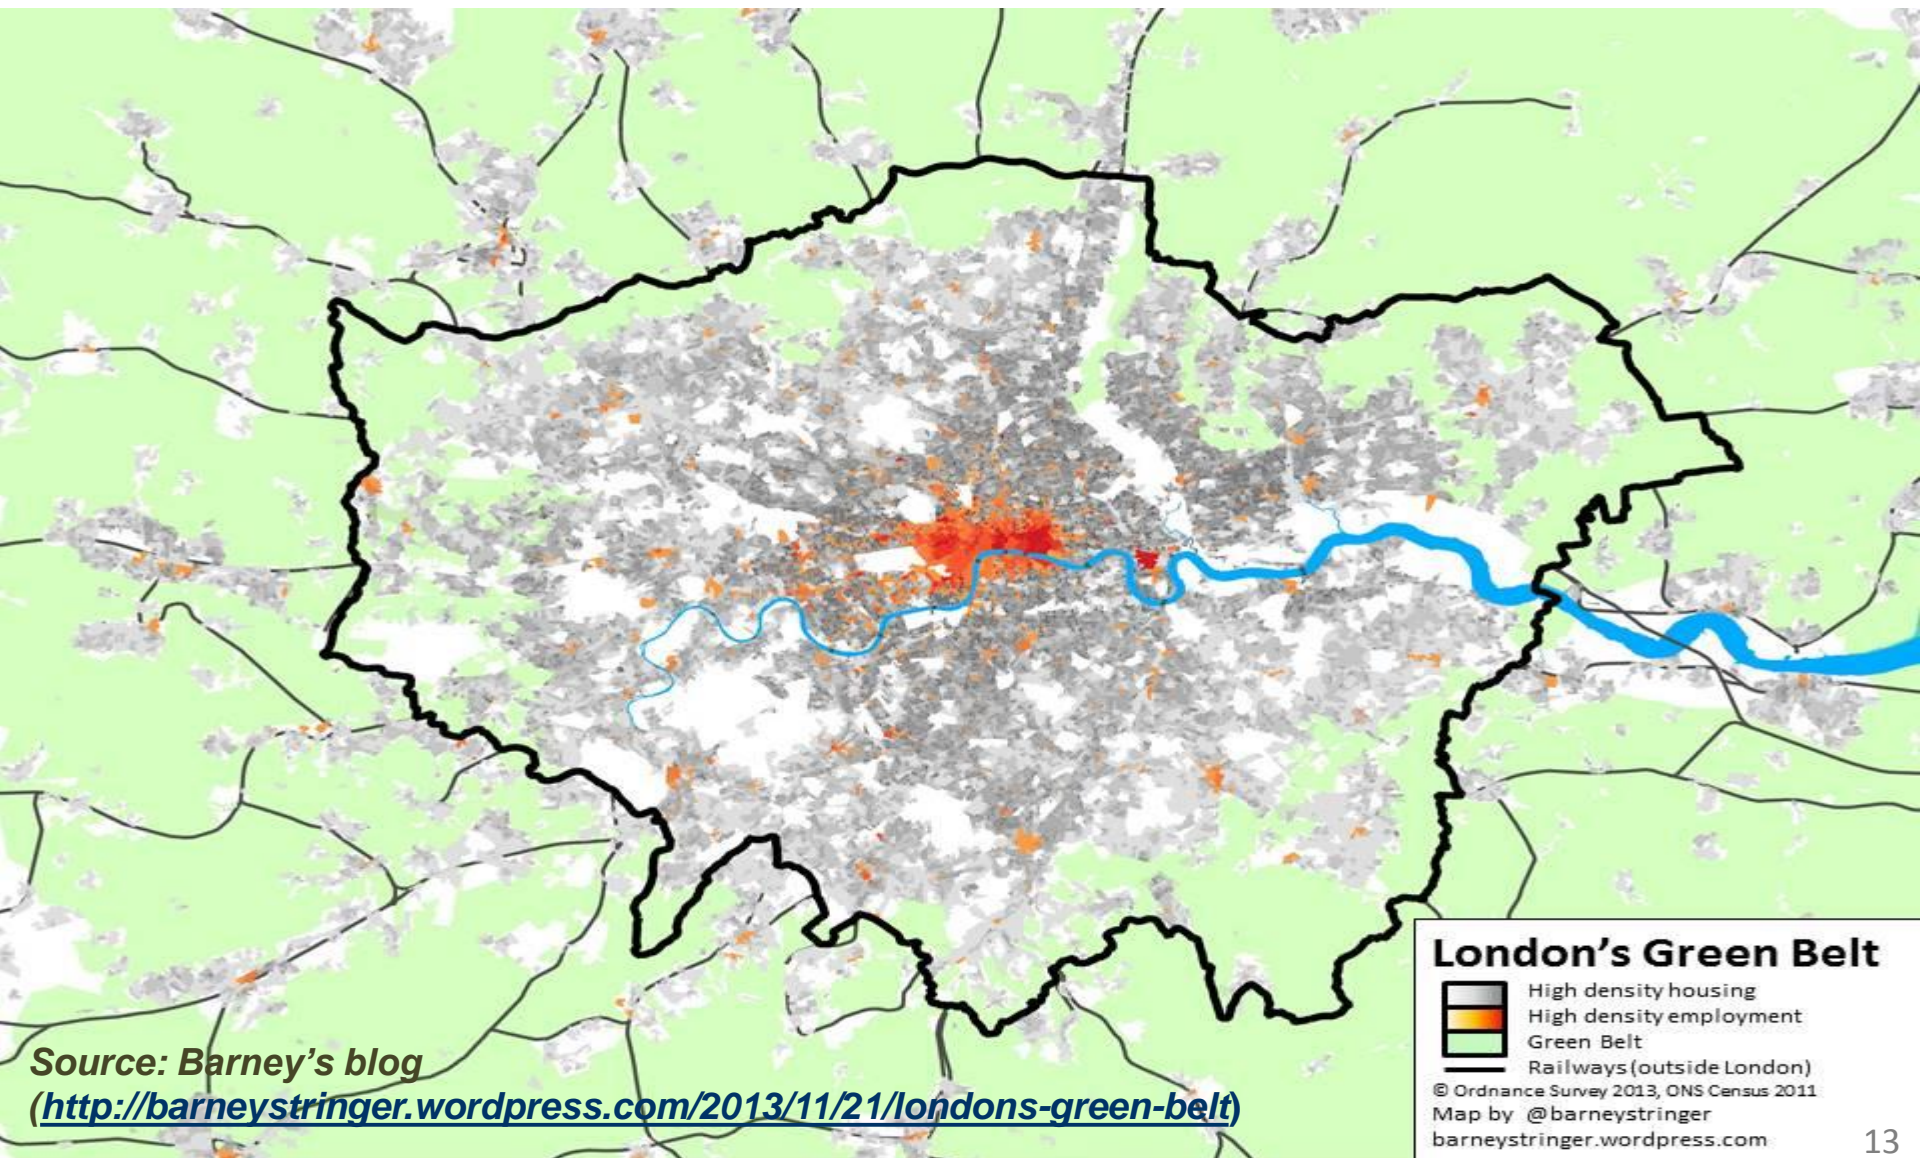 London’s Green Belt
High density housing
High density employment
Green Belt
Railways (outside London)
© Ordnance Survey 2013, ONS Census 2011
Map by @barneystringer
barneystringer.wordpress.com
Source: Barney’s blog
(http://barneystringer.wordpress.com/2013/11/21/londons-green-belt)
13